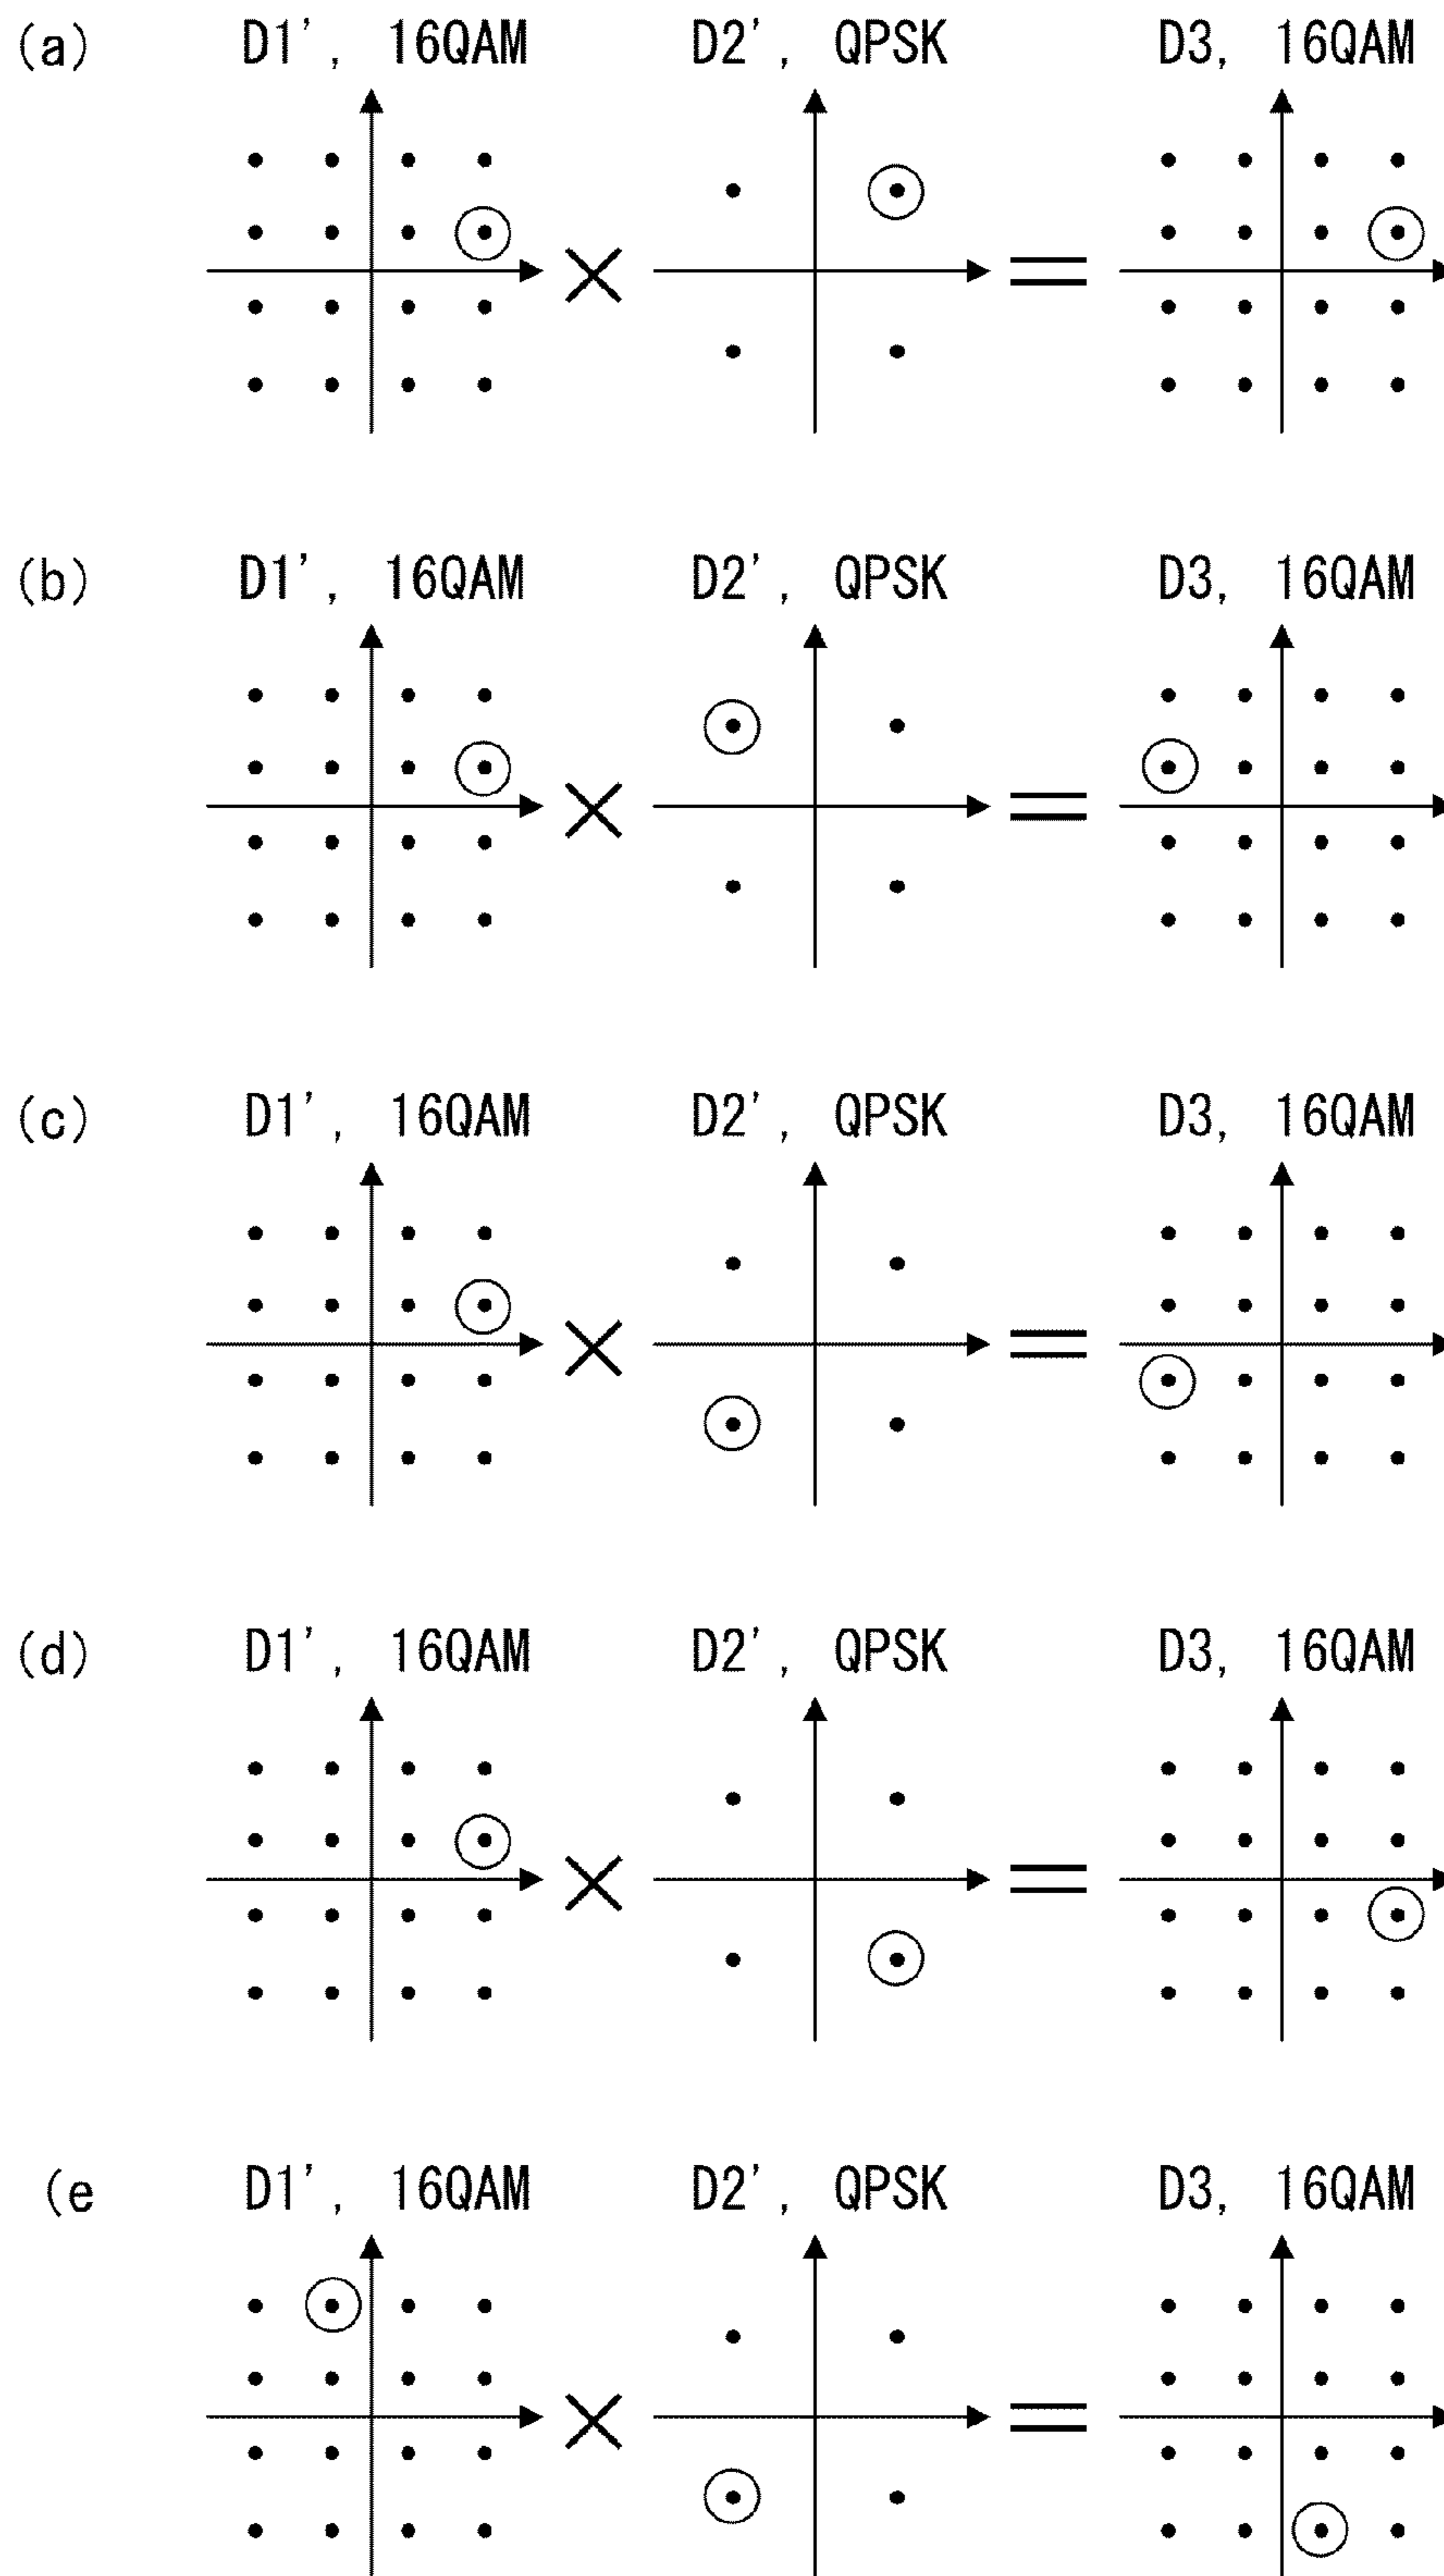 (a) D1', 16QAM D2', QPSK D3, 16QAM
(b) D1', 16QAM D2', QPSK D3, 16QAM
(c) D1', 16QAM D2', QPSK D3, 16QAM
(d) D1', 16QAM D2', QPSK D3, 16QAM
(e D1', 16QAM D2', QPSK D3, 16QAM